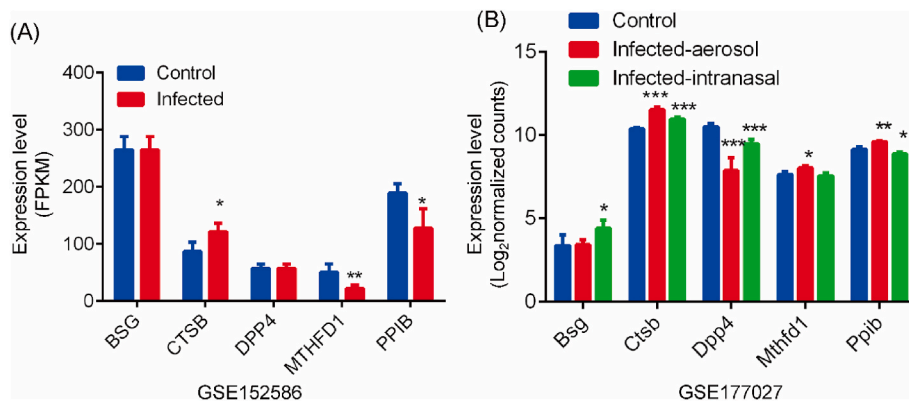 (A)
Control
Infected
Expression level
(FPKM)
400
300
200
100
0
*
**
*
BSG
CTSB
DPP4
MTHFD1
PPIB
GSE152586
(B)
Control
Infected-aerosol
Infected-intranasal
Expression level
(Log₂normalized counts)
15
10
5
0
*
***
***
***
***
*
**
*
Bsg
Ctsb
Dpp4
Mthfd1
Ppib
GSE177027